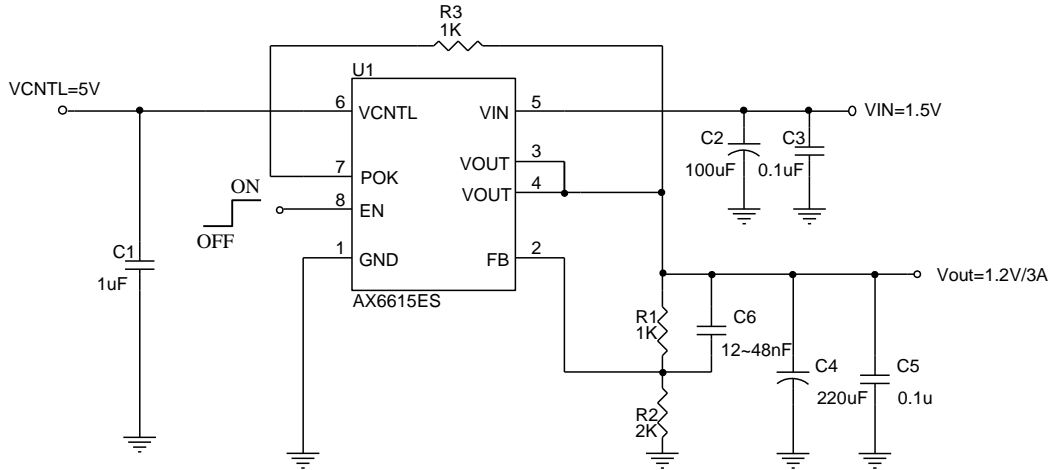 R3
1K
U1
VCNTL=5V
6
VCNTL
VIN
5
VIN=1.5V
C2
100uF
C3
0.1uF
VOUT
3
7
POK
VOUT
4
ON
OFF
8
EN
1
GND
FB
2
C1
1uF
AX6615ES
Vout=1.2V/3A
R1
1K
C6
12~48nF
C4
220uF
C5
0.1u
R2
2K